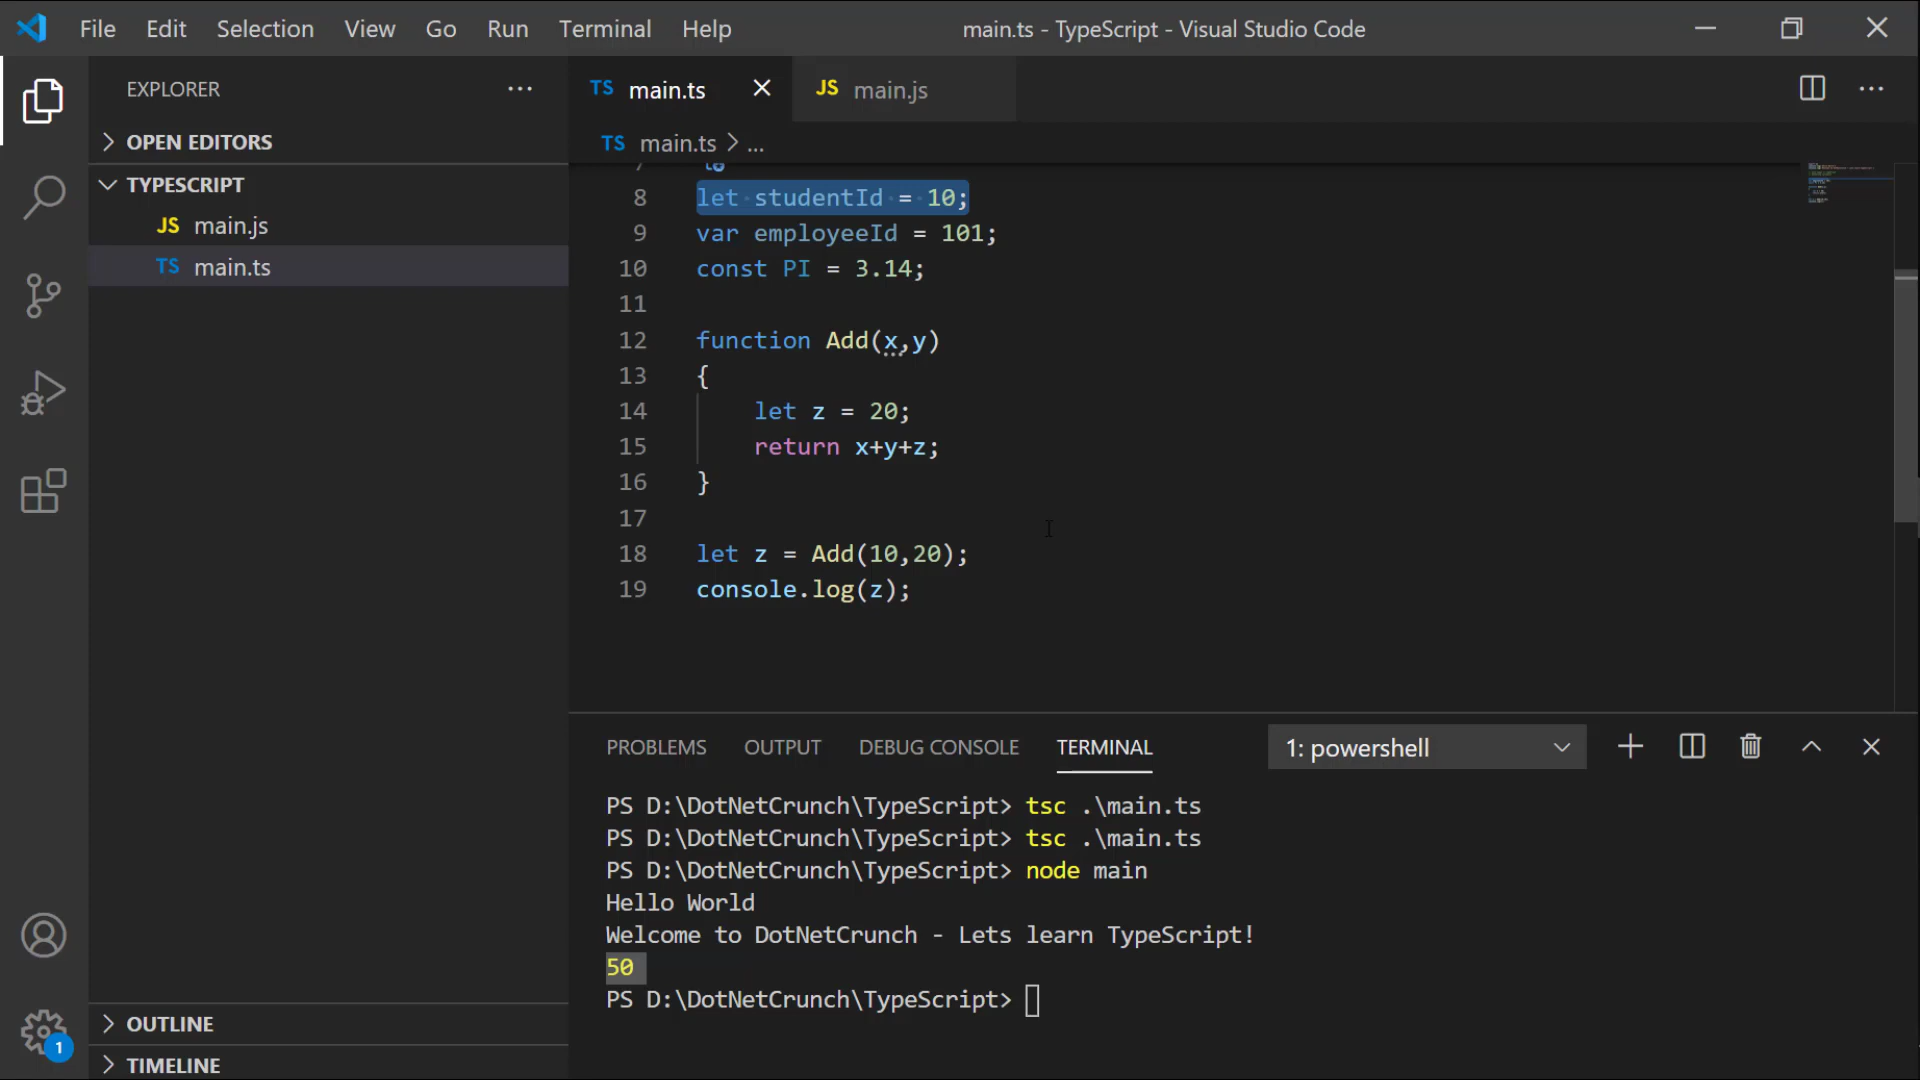 File Edit Selection View Go Run Terminal Help main.ts - TypeScript - Visual Studio Code
EXPLORER ···
TS main.ts JS main.js
OPEN EDITORS
TS main.ts > ...
TYPESCRIPT
JS main.js
TS main.ts
8 let studentId = 10;
9 var employeeId = 101;
10 const PI = 3.14;
11
12 function Add(x,y)
13 {
14 let z = 20;
15 return x+y+z;
16 }
17
18 let z = Add(10,20);
19 console.log(z);
PROBLEMS OUTPUT DEBUG CONSOLE TERMINAL 1: powershell
PS D:\DotNetCrunch\TypeScript> tsc .\main.ts
PS D:\DotNetCrunch\TypeScript> tsc .\main.ts
PS D:\DotNetCrunch\TypeScript> node main
Hello World
Welcome to DotNetCrunch - Lets learn TypeScript!
50
PS D:\DotNetCrunch\TypeScript>
OUTLINE
1
TIMELINE